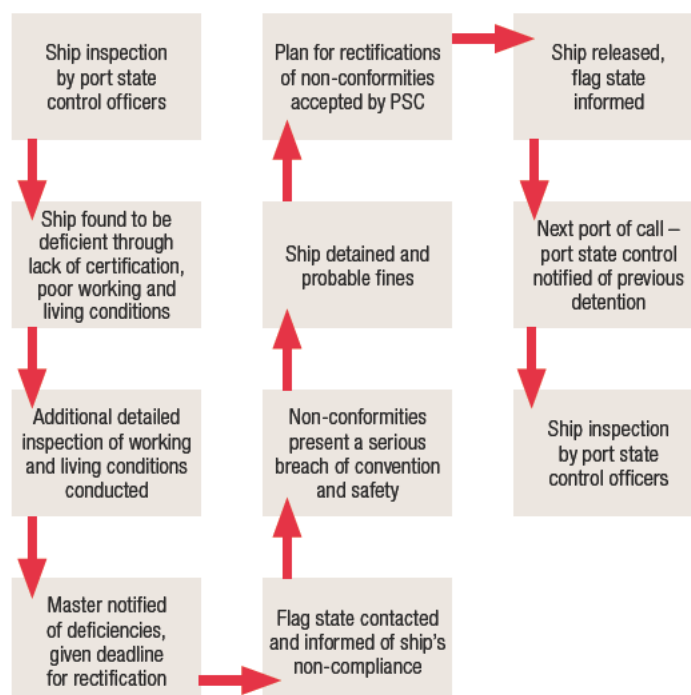 Ship inspection
by port state
control officers
Ship found to be
deficient through
lack of certification,
poor working and
living conditions
Additional detailed
inspection of working
and living conditions
conducted
Master notified
of deficiencies,
given deadline
for rectification
Flag state contacted
and informed of ship's
non-compliance
Non-conformities
present a serious
breach of convention
and safety
Ship detained and
probable fines
Plan for rectifications
of non-conformities
accepted by PSC
Ship released,
flag state
informed
Next port of call –
port state control
notified of previous
detention
Ship inspection
by port state
control officers